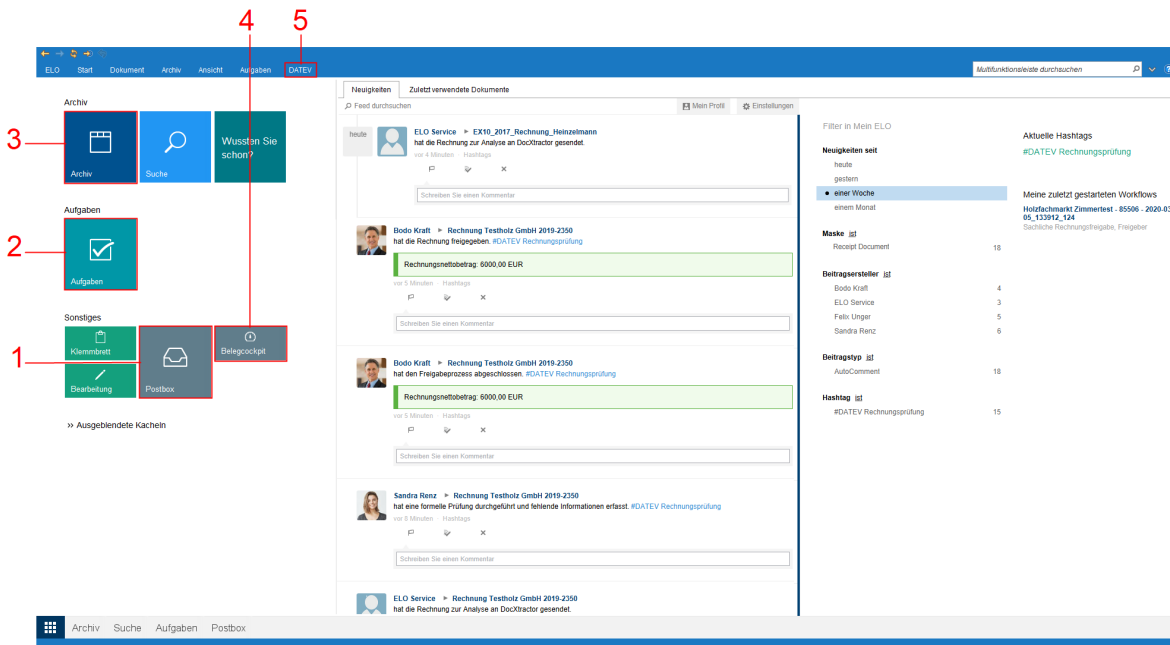 4 5
ELO Start Dokument Archiv Ansicht Aufgaben DATEV
Multifunktionsleiste durchsuchen
Archiv
3
Archiv
Suche
Wussten Sie
schon?
Aufgaben
2
Aufgaben
Sonstiges
1
Klemmbrett
Bearbeitung
Postbox
Belegcockpit
>> Ausgeblendete Kacheln
Neuigkeiten Zuletzt verwendete Dokumente
Feed durchsuchen Mein Profil Einstellungen
heute
ELO Service ▸ EX10_2017_Rechnung_Heinzelmann
hat die Rechnung zur Analyse an DocXtractor gesendet.
vor 4 Minuten · Hashtags
Schreiben Sie einen Kommentar
Bodo Kraft ▸ Rechnung Testholz GmbH 2019-2350
hat die Rechnung freigegeben. #DATEV Rechnungsprüfung
Rechnungsnettobetrag: 6000,00 EUR
vor 5 Minuten · Hashtags
Schreiben Sie einen Kommentar
Bodo Kraft ▸ Rechnung Testholz GmbH 2019-2350
hat den Freigabeprozess abgeschlossen. #DATEV Rechnungsprüfung
Rechnungsnettobetrag: 6000,00 EUR
vor 5 Minuten · Hashtags
Schreiben Sie einen Kommentar
Sandra Renz ▸ Rechnung Testholz GmbH 2019-2350
hat eine formelle Prüfung durchgeführt und fehlende Informationen erfasst. #DATEV Rechnungsprüfung
vor 6 Minuten · Hashtags
Schreiben Sie einen Kommentar
ELO Service ▸ Rechnung Testholz GmbH 2019-2350
hat die Rechnung zur Analyse an DocXtractor gesendet.
Filter in Mein ELO
Neuigkeiten seit
heute
gestern
einer Woche
einem Monat
Maske ist
Receipt Document 18
Beitragsersteller ist
Bodo Kraft 4
ELO Service 3
Felix Unger 5
Sandra Renz 6
Beitragstyp ist
AutoComment 18
Hashtag ist
#DATEV Rechnungsprüfung 15
Aktuelle Hashtags
#DATEV Rechnungsprüfung
Meine zuletzt gestarteten Workflows
Holzfachmarkt Zimmertest - 85506 - 2020-03
05_133912_124
Sachliche Rechnungsfreigabe, Freigeber
Archiv Suche Aufgaben Postbox